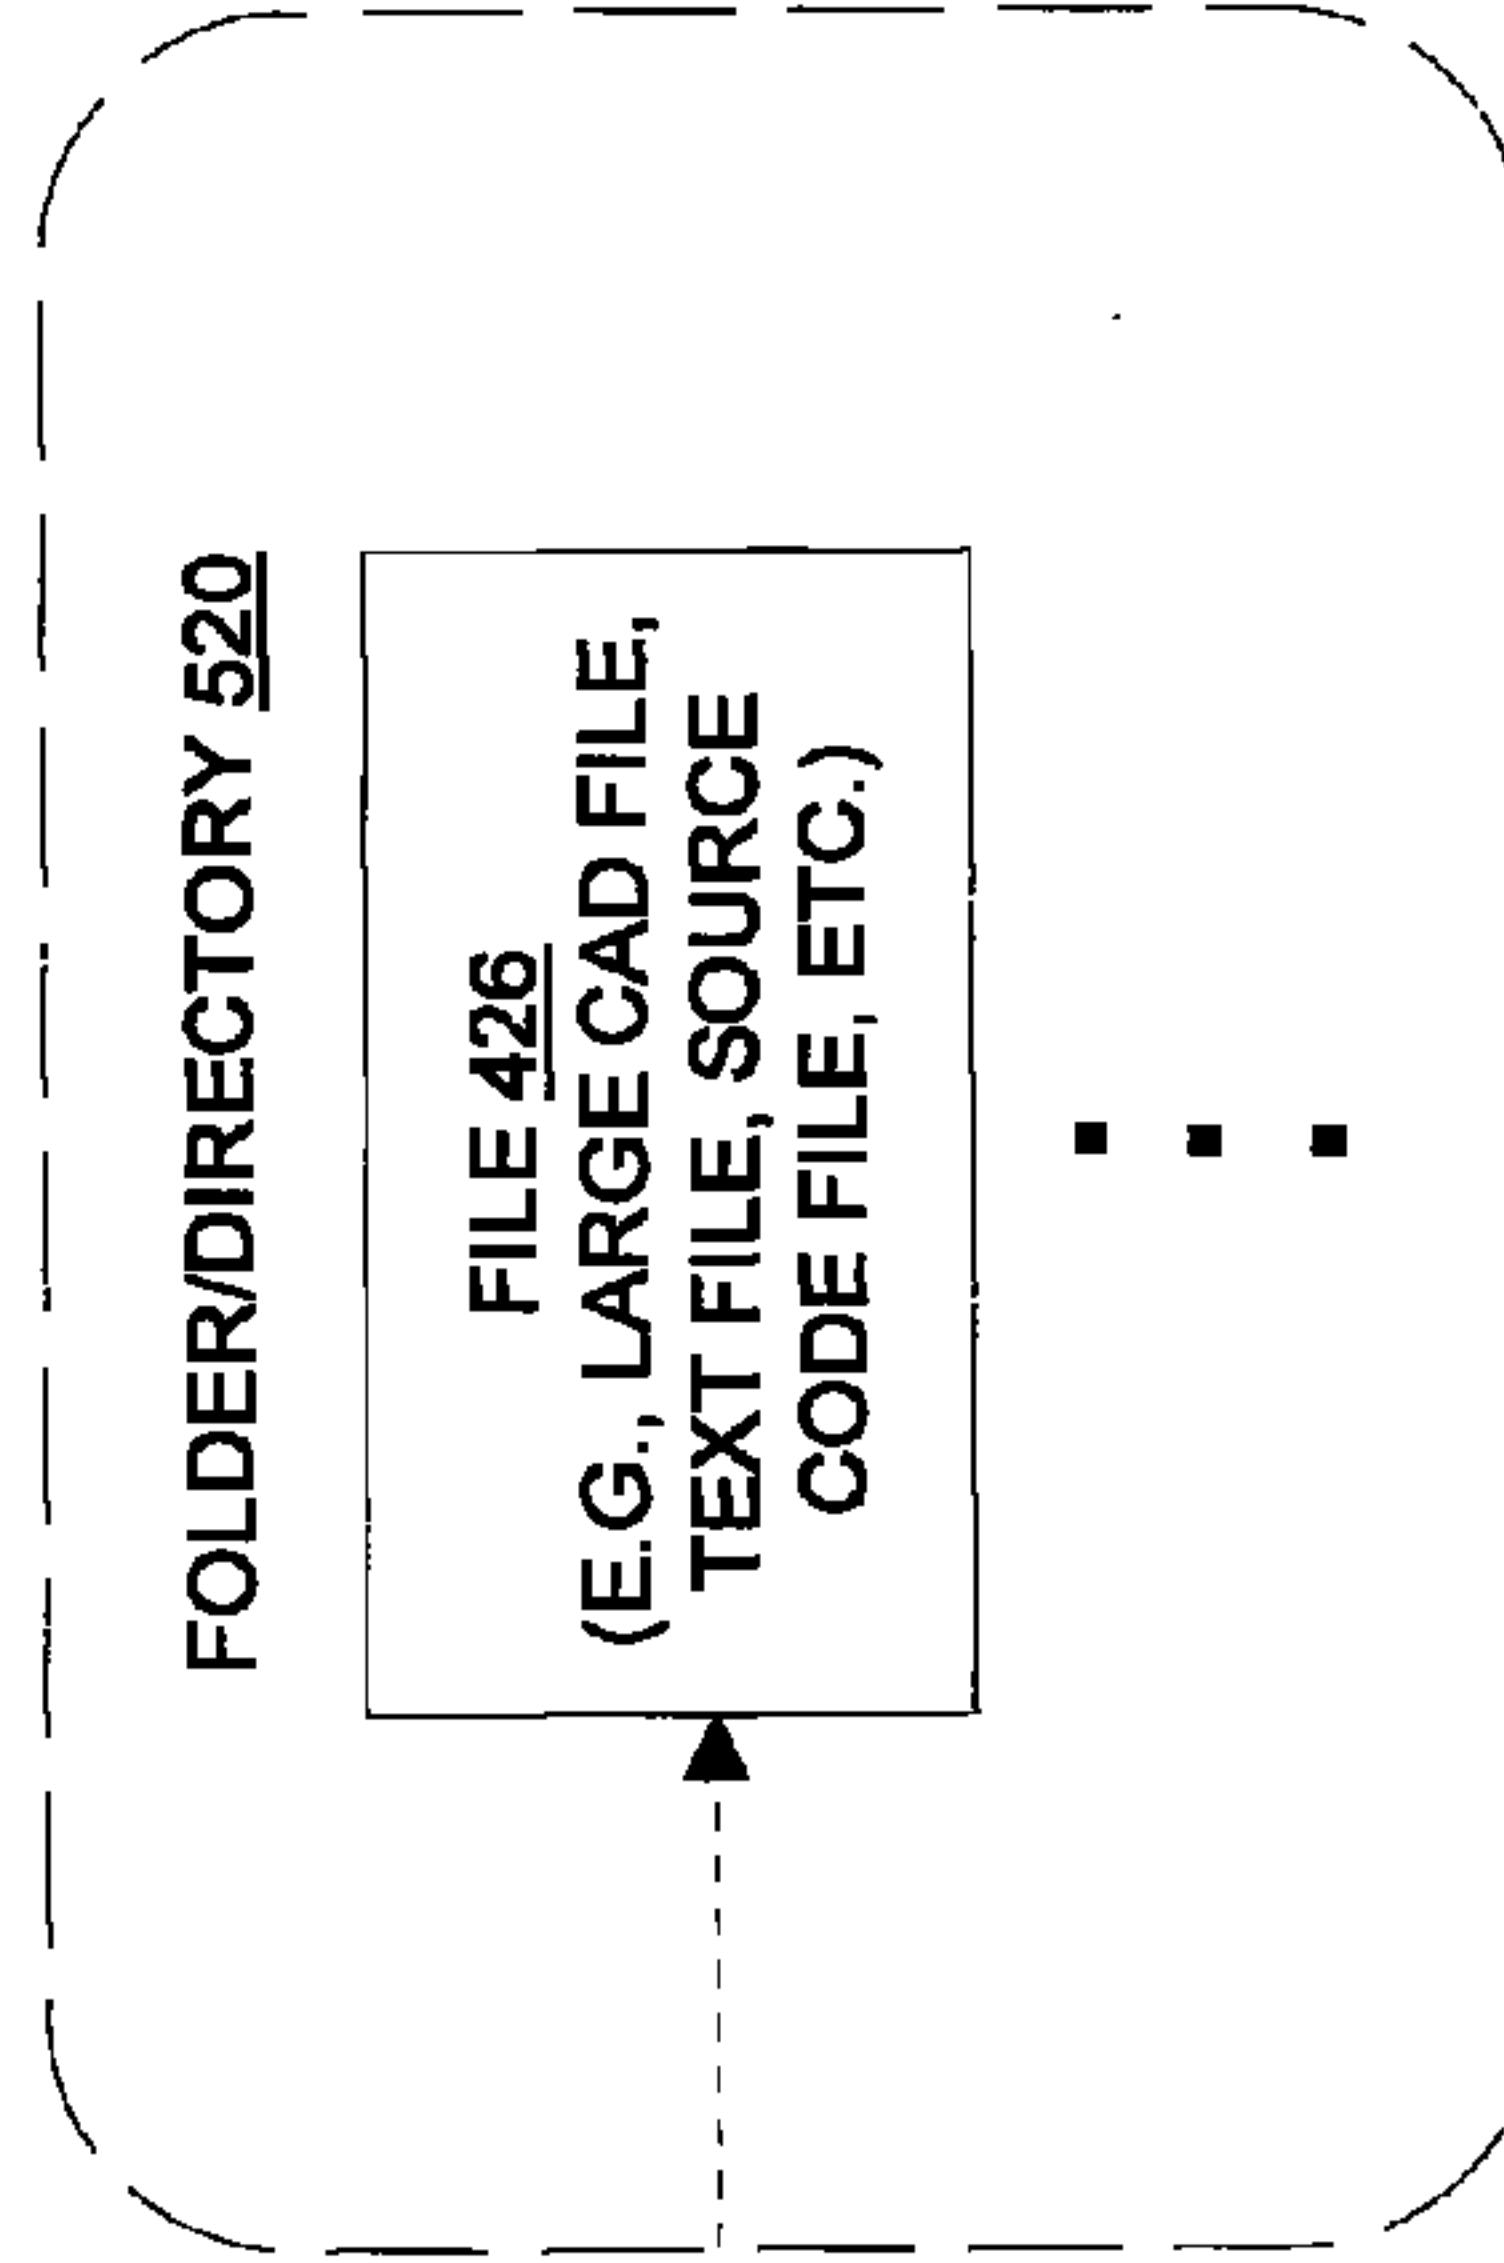 FOLDER/DIRECTORY 520
FILE 426
(E.G., LARGE CAD FILE,
TEXT FILE, SOURCE
CODE FILE, ETC.)